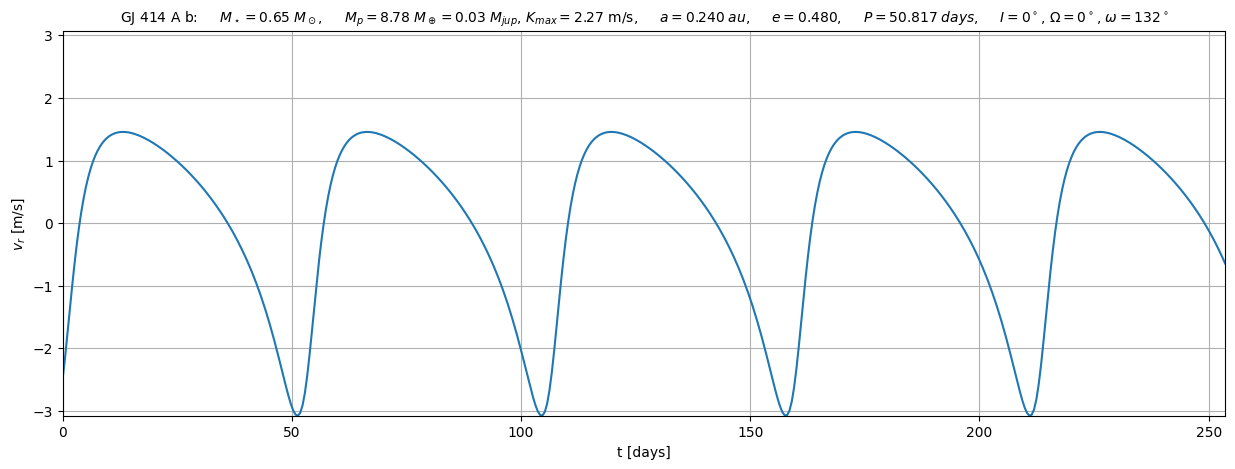 GJ 414 A b: M⋆ = 0.65 M⊙, Mp = 8.78 M⊕ = 0.03 Mjup, Kmax = 2.27 m/s, a = 0.240 au, e = 0.480, P = 50.817 days, I = 0°, Ω = 0°, ω = 132°
3
2
1
0
−1
−2
−3
vr [m/s]
0 50 100 150 200 250
t [days]